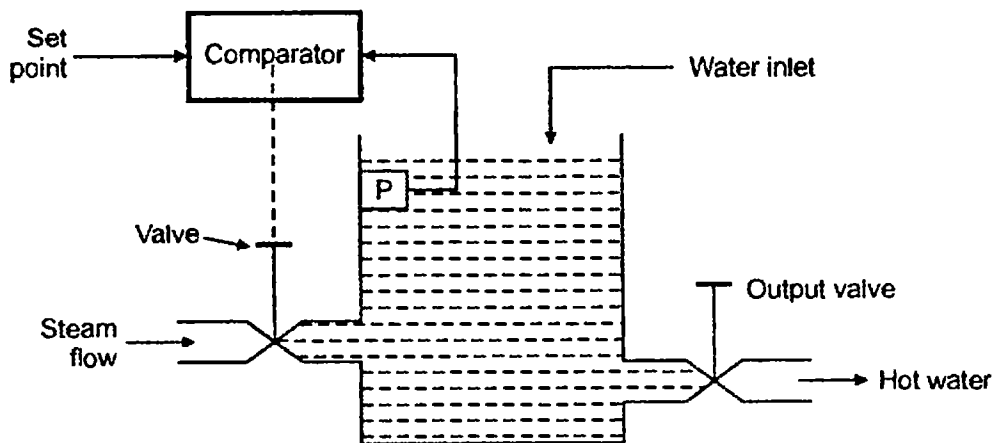 Set
point
Comparator
Water inlet
P
Valve
Output valve
Steam
flow
Hot water